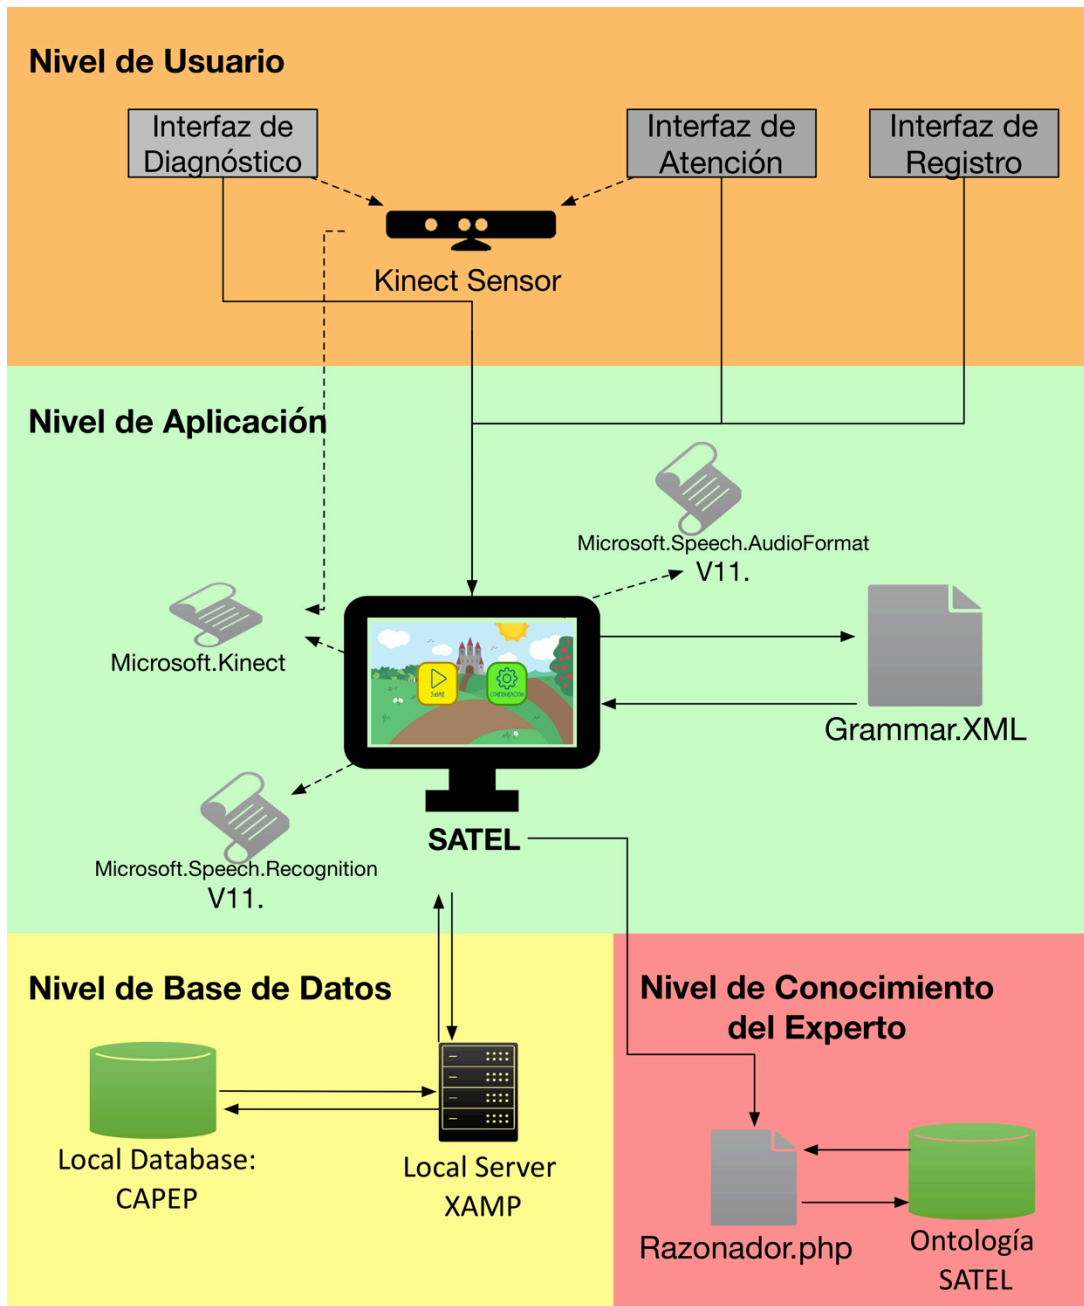 Nivel de Usuario
Interfaz de
Diagnóstico
Interfaz de
Atención
Interfaz de
Registro
Kinect Sensor
Nivel de Aplicación
Microsoft.Speech.AudioFormat
V11.
Microsoft.Kinect
JUGAR
CONFIGURACIÓN
Grammar.XML
SATEL
Microsoft.Speech.Recognition
V11.
Nivel de Base de Datos
Local Database:
CAPEP
Local Server
XAMP
Nivel de Conocimiento
del Experto
Razonador.php
Ontología
SATEL